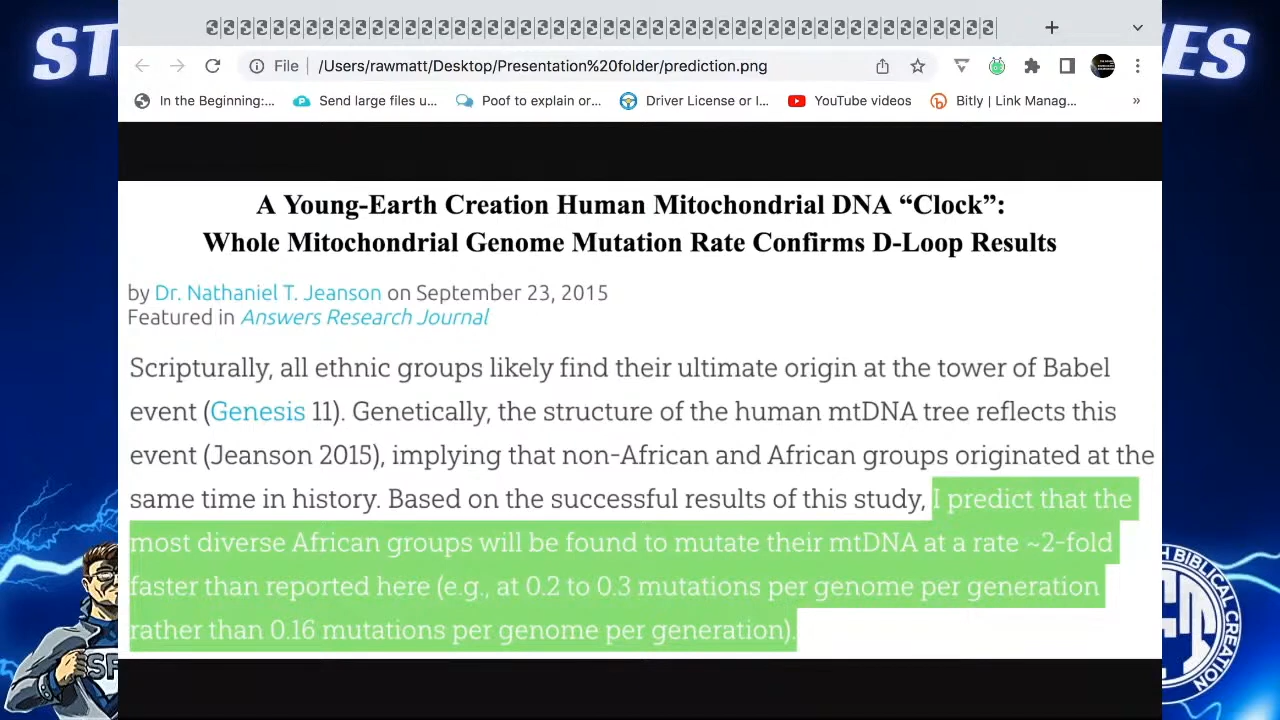 ST
ES
File
/Users/rawmatt/Desktop/Presentation%20folder/prediction.png
In the Beginning:...
Send large files u...
Poof to explain or...
Driver License or I...
YouTube videos
Bitly | Link Manag...
»
A Young-Earth Creation Human Mitochondrial DNA “Clock”:
Whole Mitochondrial Genome Mutation Rate Confirms D-Loop Results
by Dr. Nathaniel T. Jeanson on September 23, 2015
Featured in Answers Research Journal
Scripturally, all ethnic groups likely find their ultimate origin at the tower of Babel
event (Genesis 11). Genetically, the structure of the human mtDNA tree reflects this
event (Jeanson 2015), implying that non-African and African groups originated at the
same time in history. Based on the successful results of this study, I predict that the
most diverse African groups will be found to mutate their mtDNA at a rate ~2-fold
faster than reported here (e.g., at 0.2 to 0.3 mutations per genome per generation
rather than 0.16 mutations per genome per generation).
SF
H BIBLICAL CREATION